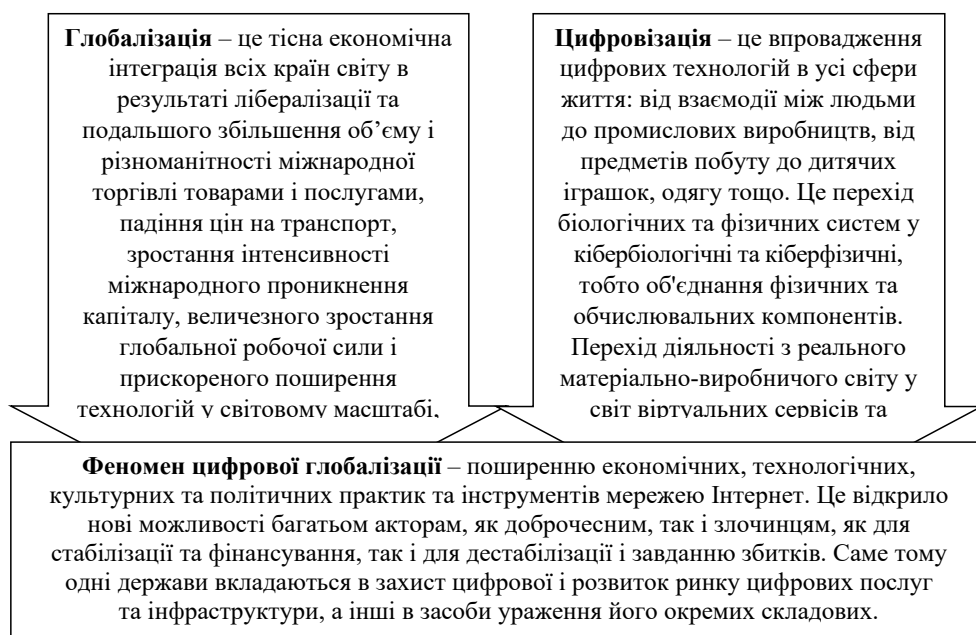 Глобалізація – це тісна економічна
інтеграція всіх країн світу в
результаті лібералізації та
подальшого збільшення об’єму і
різноманітності міжнародної
торгівлі товарами і послугами,
падіння цін на транспорт,
зростання інтенсивності
міжнародного проникнення
капіталу, величезного зростання
глобальної робочої сили і
прискореного поширення
технологій у світовому масштабі,
Цифровізація – це впровадження
цифрових технологій в усі сфери
життя: від взаємодії між людьми
до промислових виробництв, від
предметів побуту до дитячих
іграшок, одягу тощо. Це перехід
біологічних та фізичних систем у
кібербіологічні та кіберфізичні,
тобто об'єднання фізичних та
обчислювальних компонентів.
Перехід діяльності з реального
матеріально-виробничого світу у
світ віртуальних сервісів та
Феномен цифрової глобалізації – поширенню економічних, технологічних,
культурних та політичних практик та інструментів мережею Інтернет. Це відкрило
нові можливості багатьом акторам, як доброчесним, так і злочинцям, як для
стабілізації та фінансування, так і для дестабілізації і завданню збитків. Саме тому
одні держави вкладаються в захист цифрової і розвиток ринку цифрових послуг
та інфраструктури, а інші в засоби ураження його окремих складових.